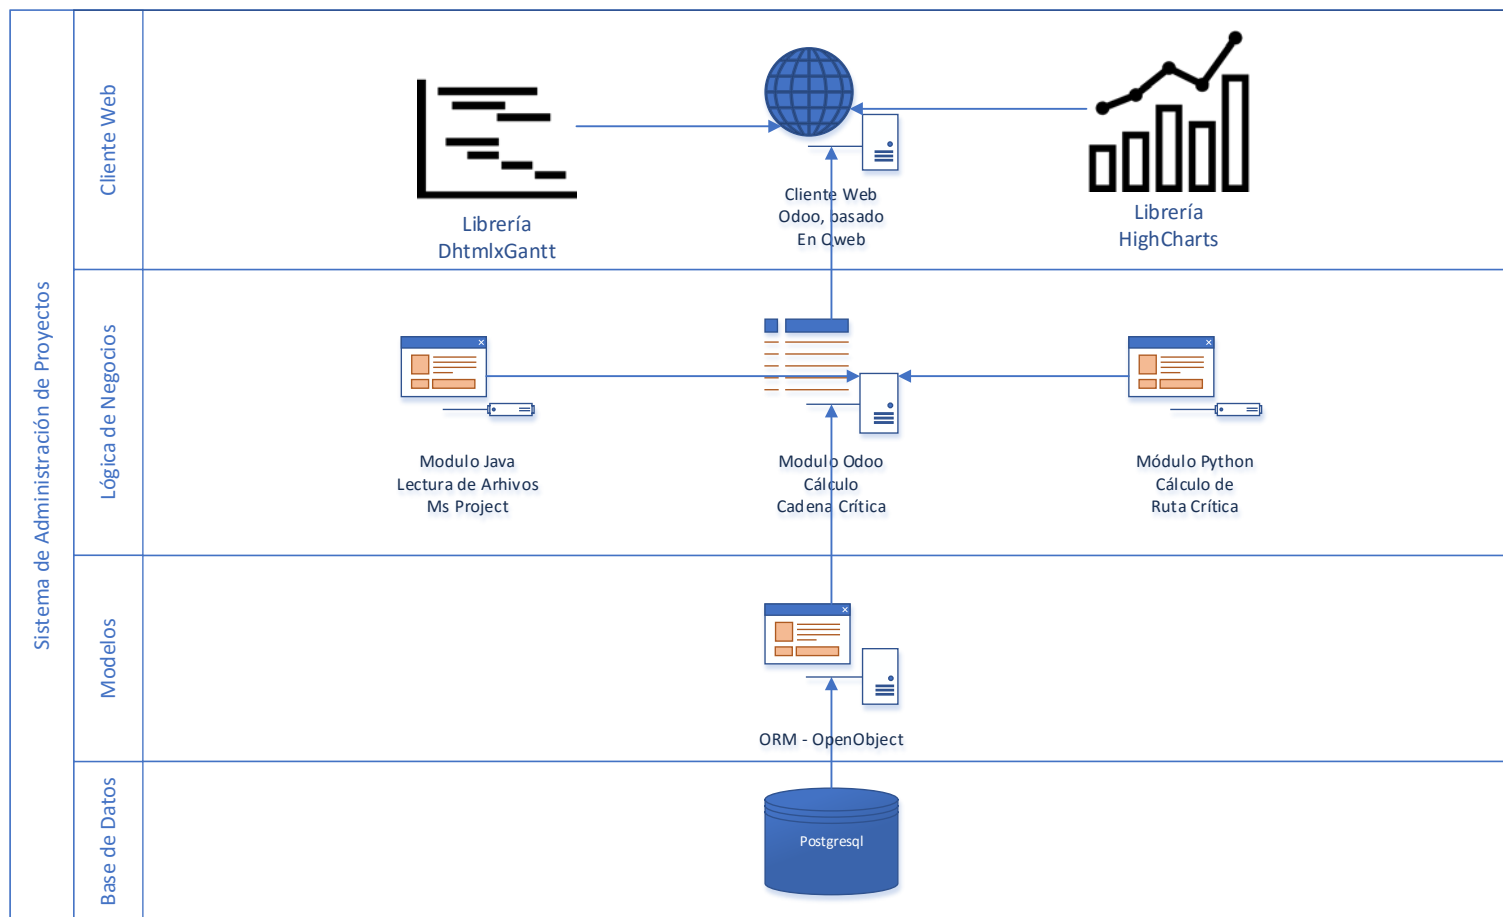 Sistema de Administración de Proyectos
Cliente Web
Librería
DhtmlxGantt
Cliente Web
Odoo, basado
En Qweb
Librería
HighCharts
Lógica de Negocios
Modulo Java
Lectura de Arhivos
Ms Project
Modulo Odoo
Cálculo
Cadena Crítica
Módulo Python
Cálculo de
Ruta Crítica
Modelos
ORM - OpenObject
Base de Datos
Postgresql